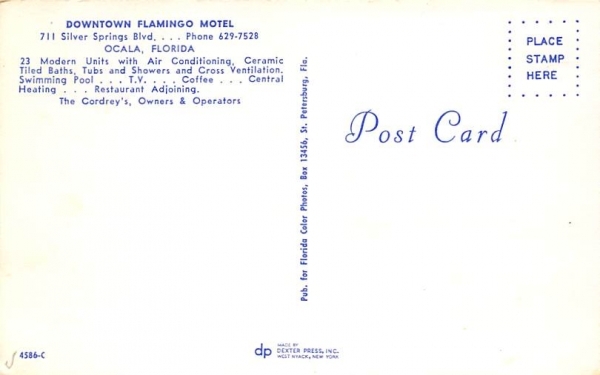 DOWNTOWN FLAMINGO MOTEL
711 Silver Springs Blvd. . . . Phone 629-7528
OCALA, FLORIDA
23 Modern Units with Air Conditioning, Ceramic
Tiled Baths, Tubs and Showers and Cross Ventilation.
Swimming Pool . . . T.V. . . . Coffee . . . Central
Heating . . . Restaurant Adjoining.
The Cordrey's, Owners & Operators
Pub. for Florida Color Photos, Box 13456, St. Petersburg, Fla.
PLACE
STAMP
HERE
Post Card
4586-C
dp
MADE BY
DEXTER PRESS, INC.
WEST NYACK, NEW YORK